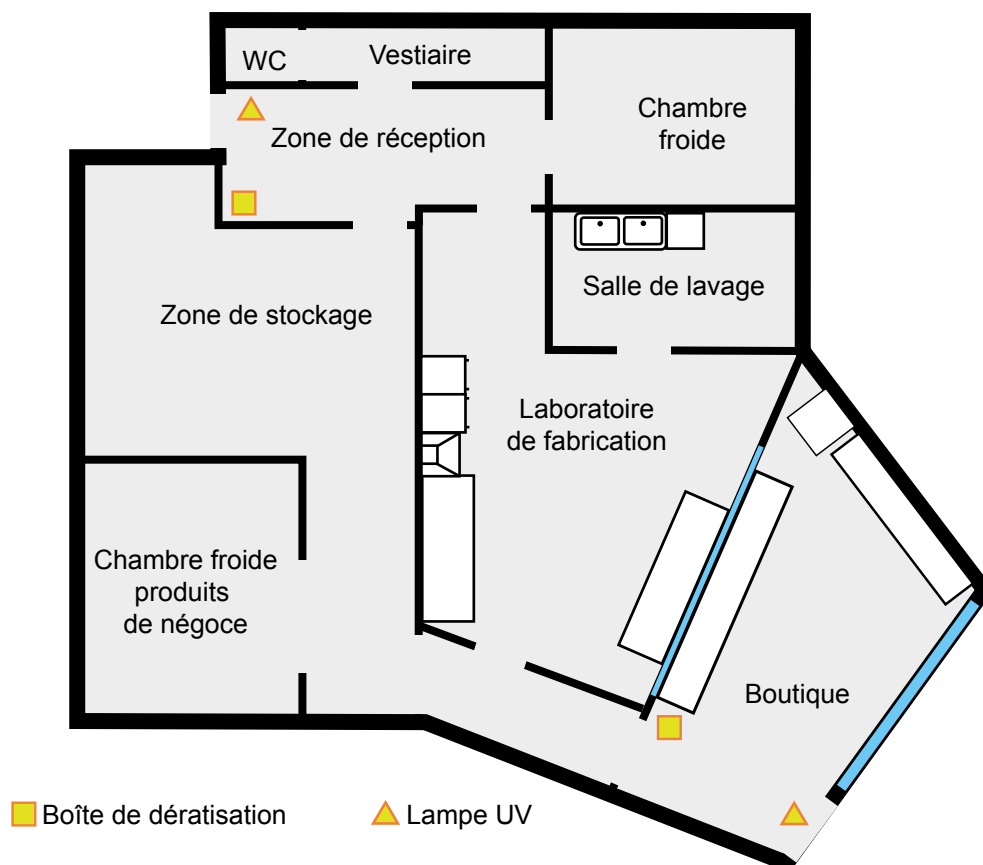 WC
Vestiaire
Zone de réception
Chambre
froide
Salle de lavage
Zone de stockage
Laboratoire
de fabrication
Chambre froide
produits
de négoce
Boutique
Boîte de dératisation
Lampe UV